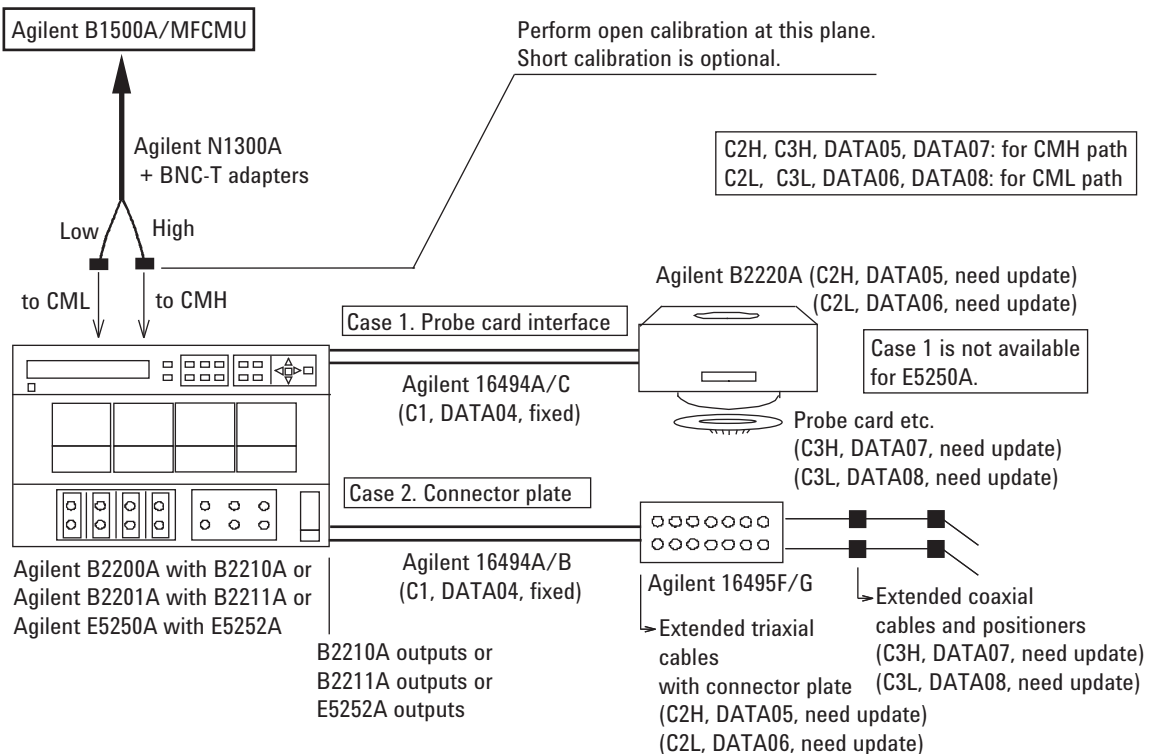 Agilent B1500A/MFCMU
Perform open calibration at this plane.
Short calibration is optional.
Agilent N1300A
+ BNC-T adapters
C2H, C3H, DATA05, DATA07: for CMH path
C2L, C3L, DATA06, DATA08: for CML path
Low
High
to CML
to CMH
Agilent B2220A (C2H, DATA05, need update)
(C2L, DATA06, need update)
Case 1. Probe card interface
Case 1 is not available
for E5250A.
Agilent 16494A/C
(C1, DATA04, fixed)
Probe card etc.
(C3H, DATA07, need update)
(C3L, DATA08, need update)
Case 2. Connector plate
Agilent 16494A/B
(C1, DATA04, fixed)
Agilent 16495F/G
Agilent B2200A with B2210A or
Agilent B2201A with B2211A or
Agilent E5250A with E5252A
B2210A outputs or
B2211A outputs or
E5252A outputs
Extended triaxial
cables
with connector plate
(C2H, DATA05, need update)
(C2L, DATA06, need update)
Extended coaxial
cables and positioners
(C3H, DATA07, need update)
(C3L, DATA08, need update)